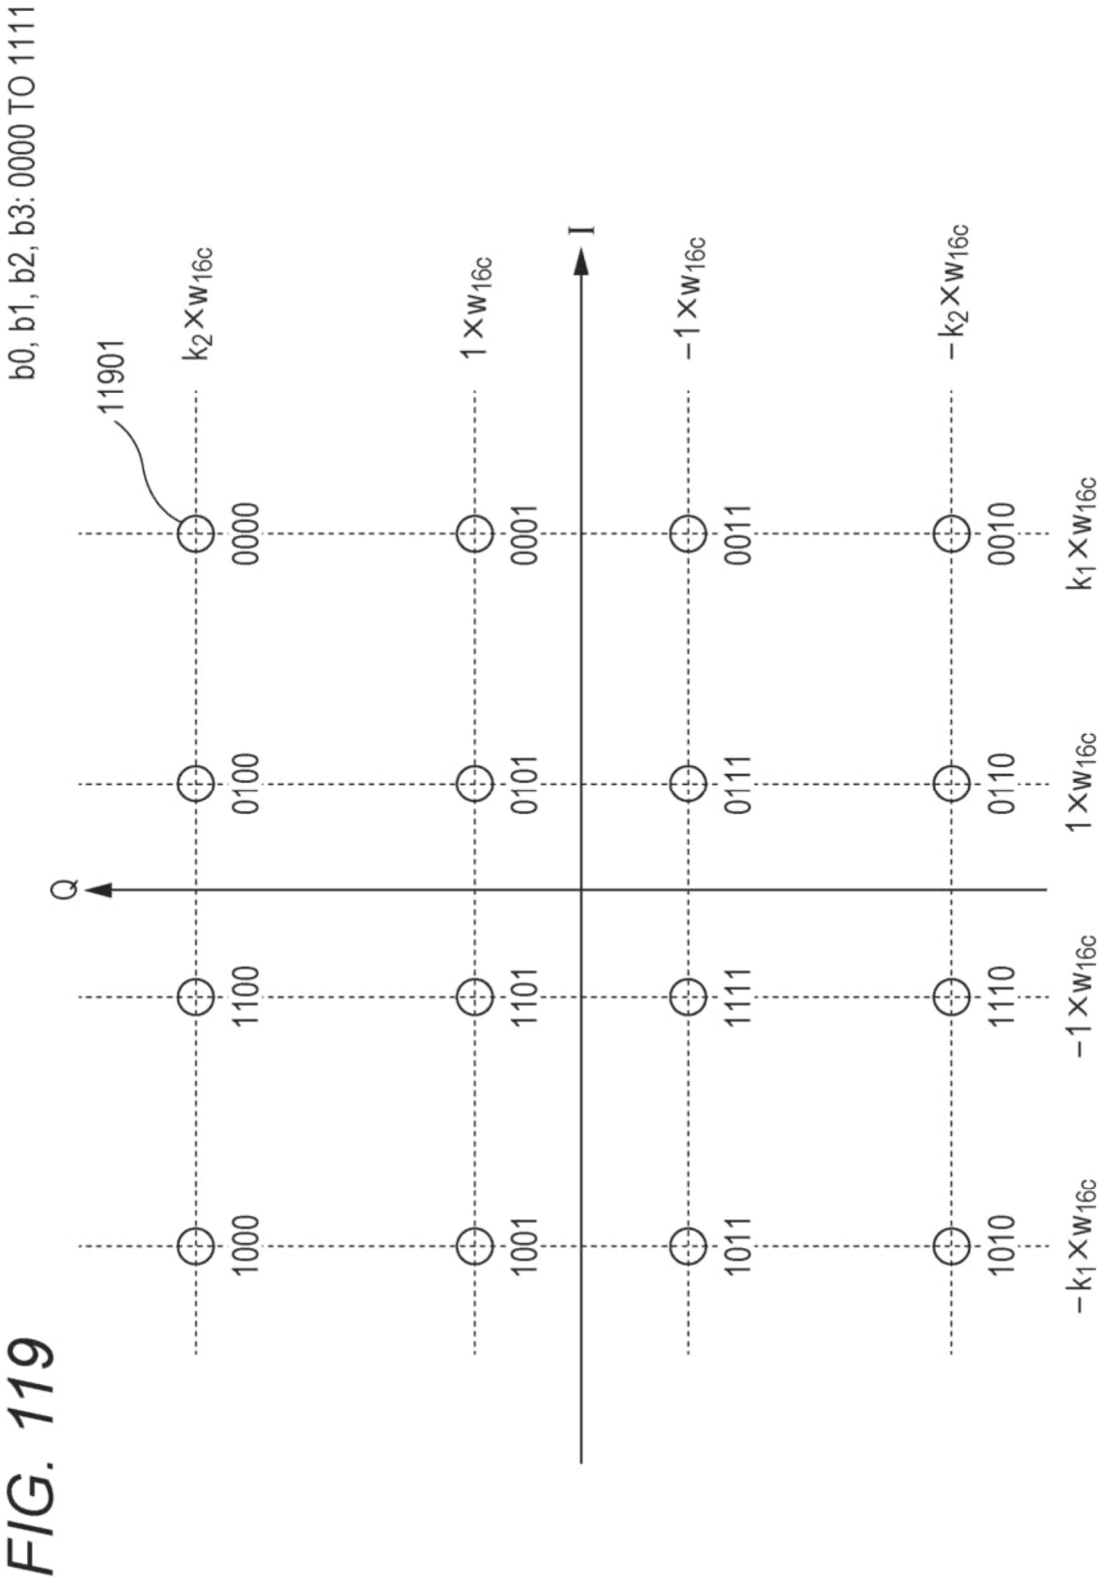 FIG. 119
b0, b1, b2, b3: 0000 TO 1111
Q
11901
k₂×w₁₆c
1000 1100 0100 0000
1×w₁₆c
1001 1101 0101 0001
I
−1×w₁₆c
1011 1111 0111 0011
−k₂×w₁₆c
1010 1110 0110 0010
−k₁×w₁₆c −1×w₁₆c 1×w₁₆c k₁×w₁₆c